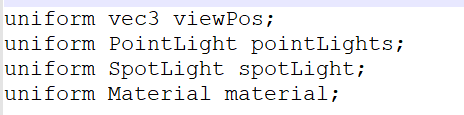 uniform vec3 viewPos;
uniform PointLight pointLights;
uniform SpotLight spotLight;
uniform Material material;